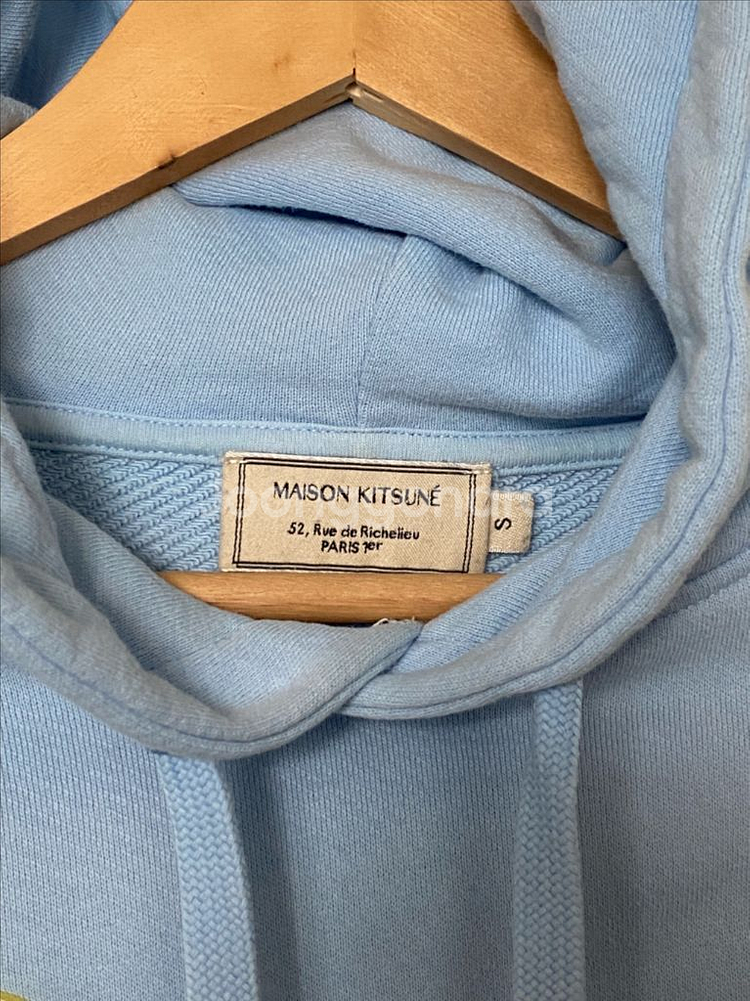 MAISON KITSUNÉ
52, Rue de Richelieu
PARIS 1er
S